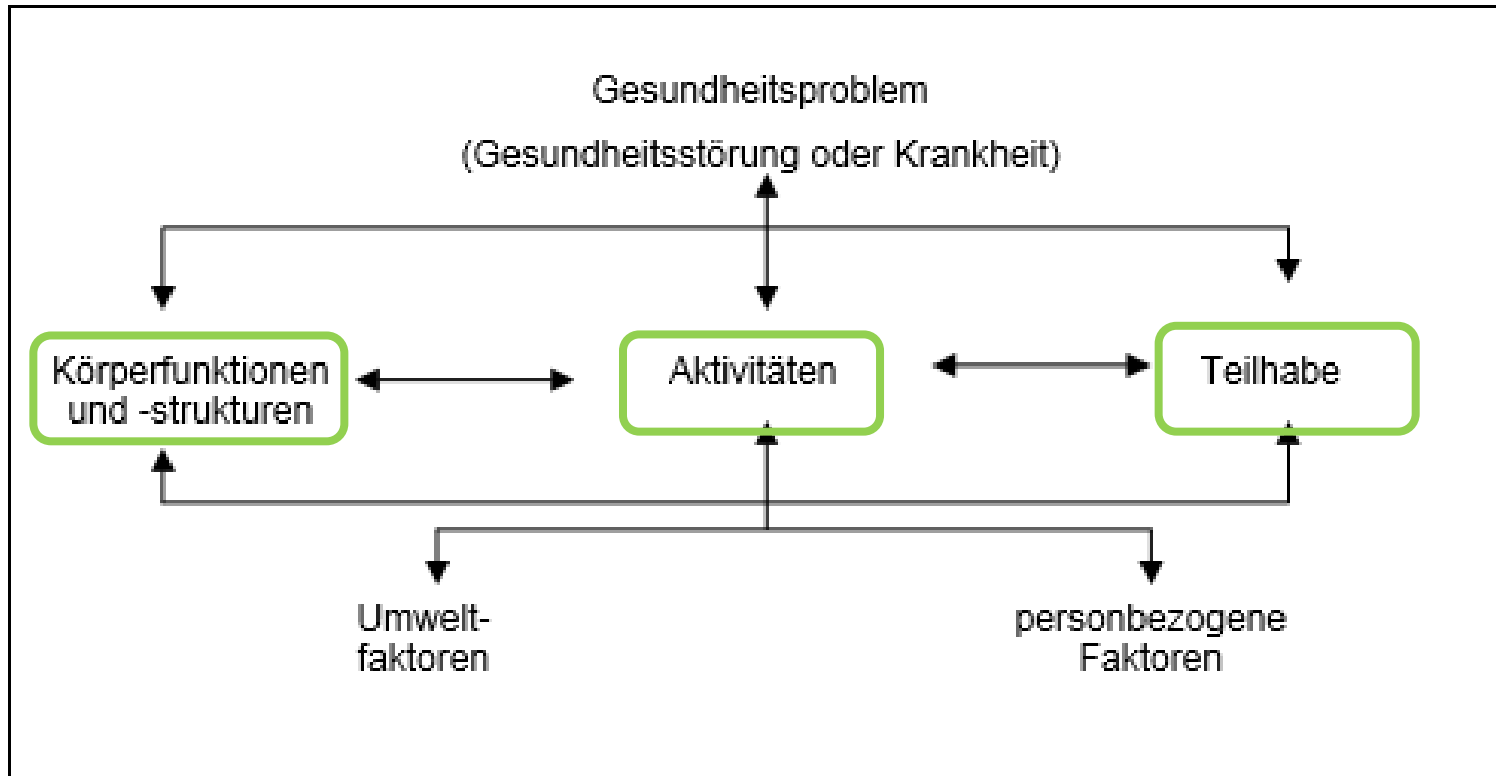 Gesundheitsproblem
(Gesundheitsstörung oder Krankheit)
Körperfunktionen
und -strukturen
Aktivitäten
Teilhabe
Umwelt-
faktoren
personbezogene
Faktoren